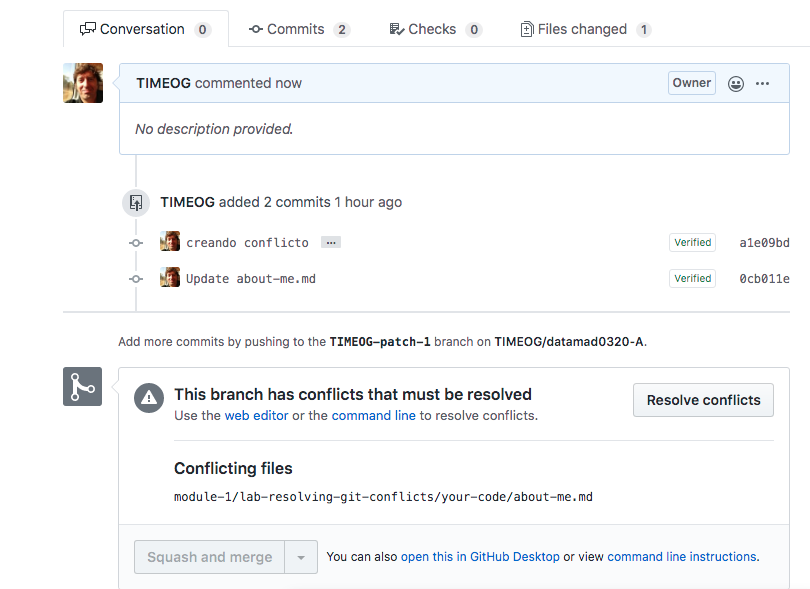 Conversation 0 Commits 2 Checks 0 Files changed 1
TIMEOG commented now Owner ...
No description provided.
TIMEOG added 2 commits 1 hour ago
creando conflicto ... Verified a1e09bd
Update about-me.md Verified 0cb011e
Add more commits by pushing to the TIMEOG-patch-1 branch on TIMEOG/datamad0320-A.
This branch has conflicts that must be resolved
Use the web editor or the command line to resolve conflicts.
Resolve conflicts
Conflicting files
module-1/lab-resolving-git-conflicts/your-code/about-me.md
Squash and merge You can also open this in GitHub Desktop or view command line instructions.